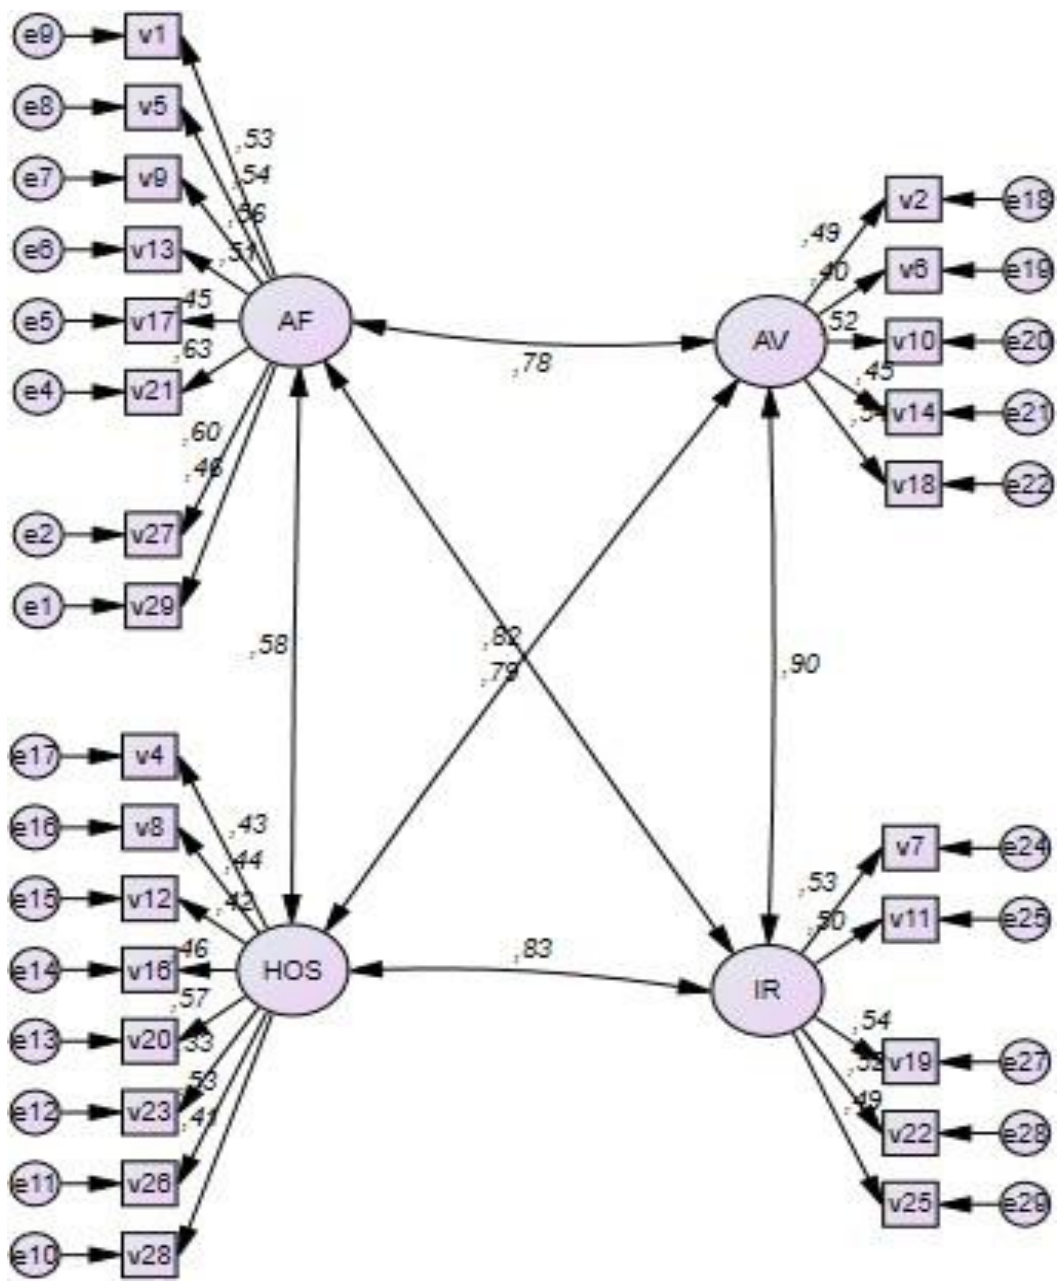 e9 v1
e8 v5
,53
e7 v9
,54
v2 e18
,56
,49
e6 v13
,51
,40
v6 e19
,45
e5 v17
AF
,52
AV
v10 e20
,63
,78
,45
e4 v21
v14 e21
,60
,46
v18 e22
e2 v27
e1 v29
,58
,82
,79
,90
e17 v4
e16 v8
,43
v7 e24
,44
,53
e15 v12
,42
,50
v11 e25
,46
,83
e14 v16
HOS
IR
,57
,54
e13 v20
,33
v19 e27
,53
,49
e12 v23
,41
v22 e28
e11 v26
v25 e29
e10 v28